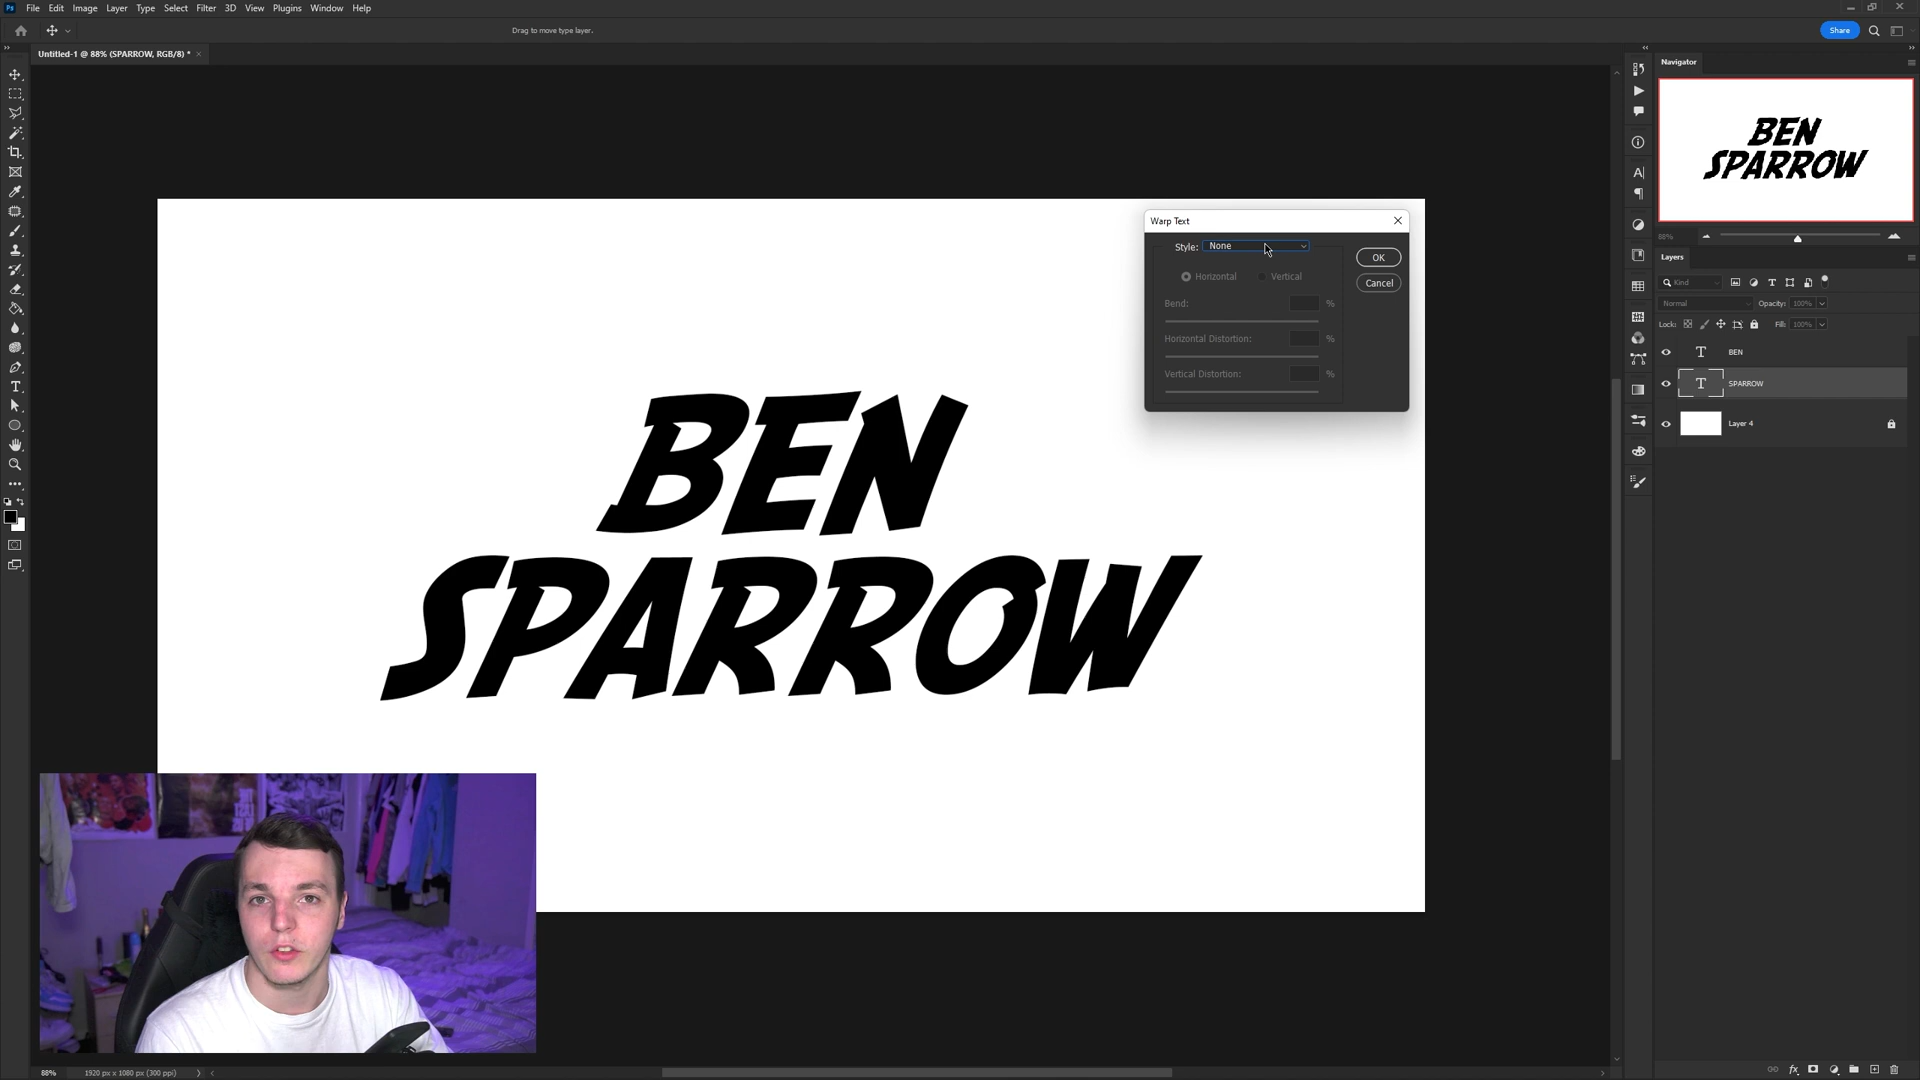 Ps File Edit Image Layer Type Select Filter 3D View Plugins Window Help
Drag to move type layer.
Share
Untitled-1 @ 88% (SPARROW, RGB/8) *
Navigator
BEN
SPARROW
88%
Warp Text
Style: None
OK
Horizontal Vertical
Cancel
Bend: %
Horizontal Distortion: %
Vertical Distortion: %
Layers
Kind
Normal Opacity: 100%
Lock: Fill: 100%
BEN
SPARROW
Layer 4
BEN
SPARROW
88% 1920 px x 1080 px (300 ppi)